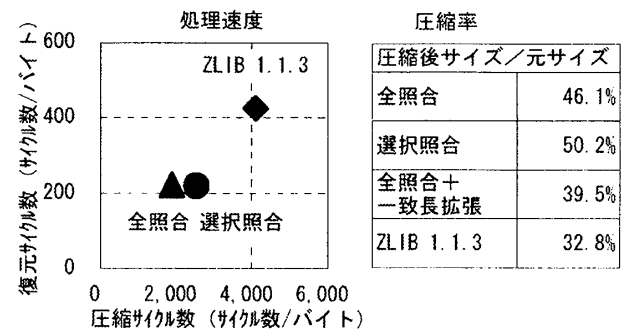 処理速度
復元サイクル数 (サイクル数/バイト)
600
400
200
0
ZLIB 1.1.3
全照合 選択照合
0 2,000 4,000 6,000
圧縮サイクル数 (サイクル数/バイト)
圧縮率
圧縮後サイズ/元サイズ
全照合 46.1%
選択照合 50.2%
全照合+
一致長拡張 39.5%
ZLIB 1.1.3 32.8%